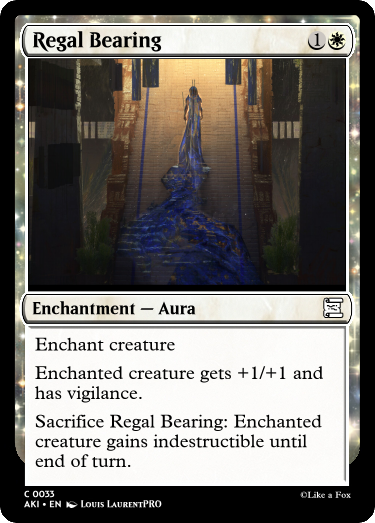 Regal Bearing 1
Enchantment — Aura
Enchant creature
Enchanted creature gets +1/+1 and
has vigilance.
Sacrifice Regal Bearing: Enchanted
creature gains indestructible until
end of turn.
C 0033
AKI • EN Louis LaurentPRO
©Like a Fox